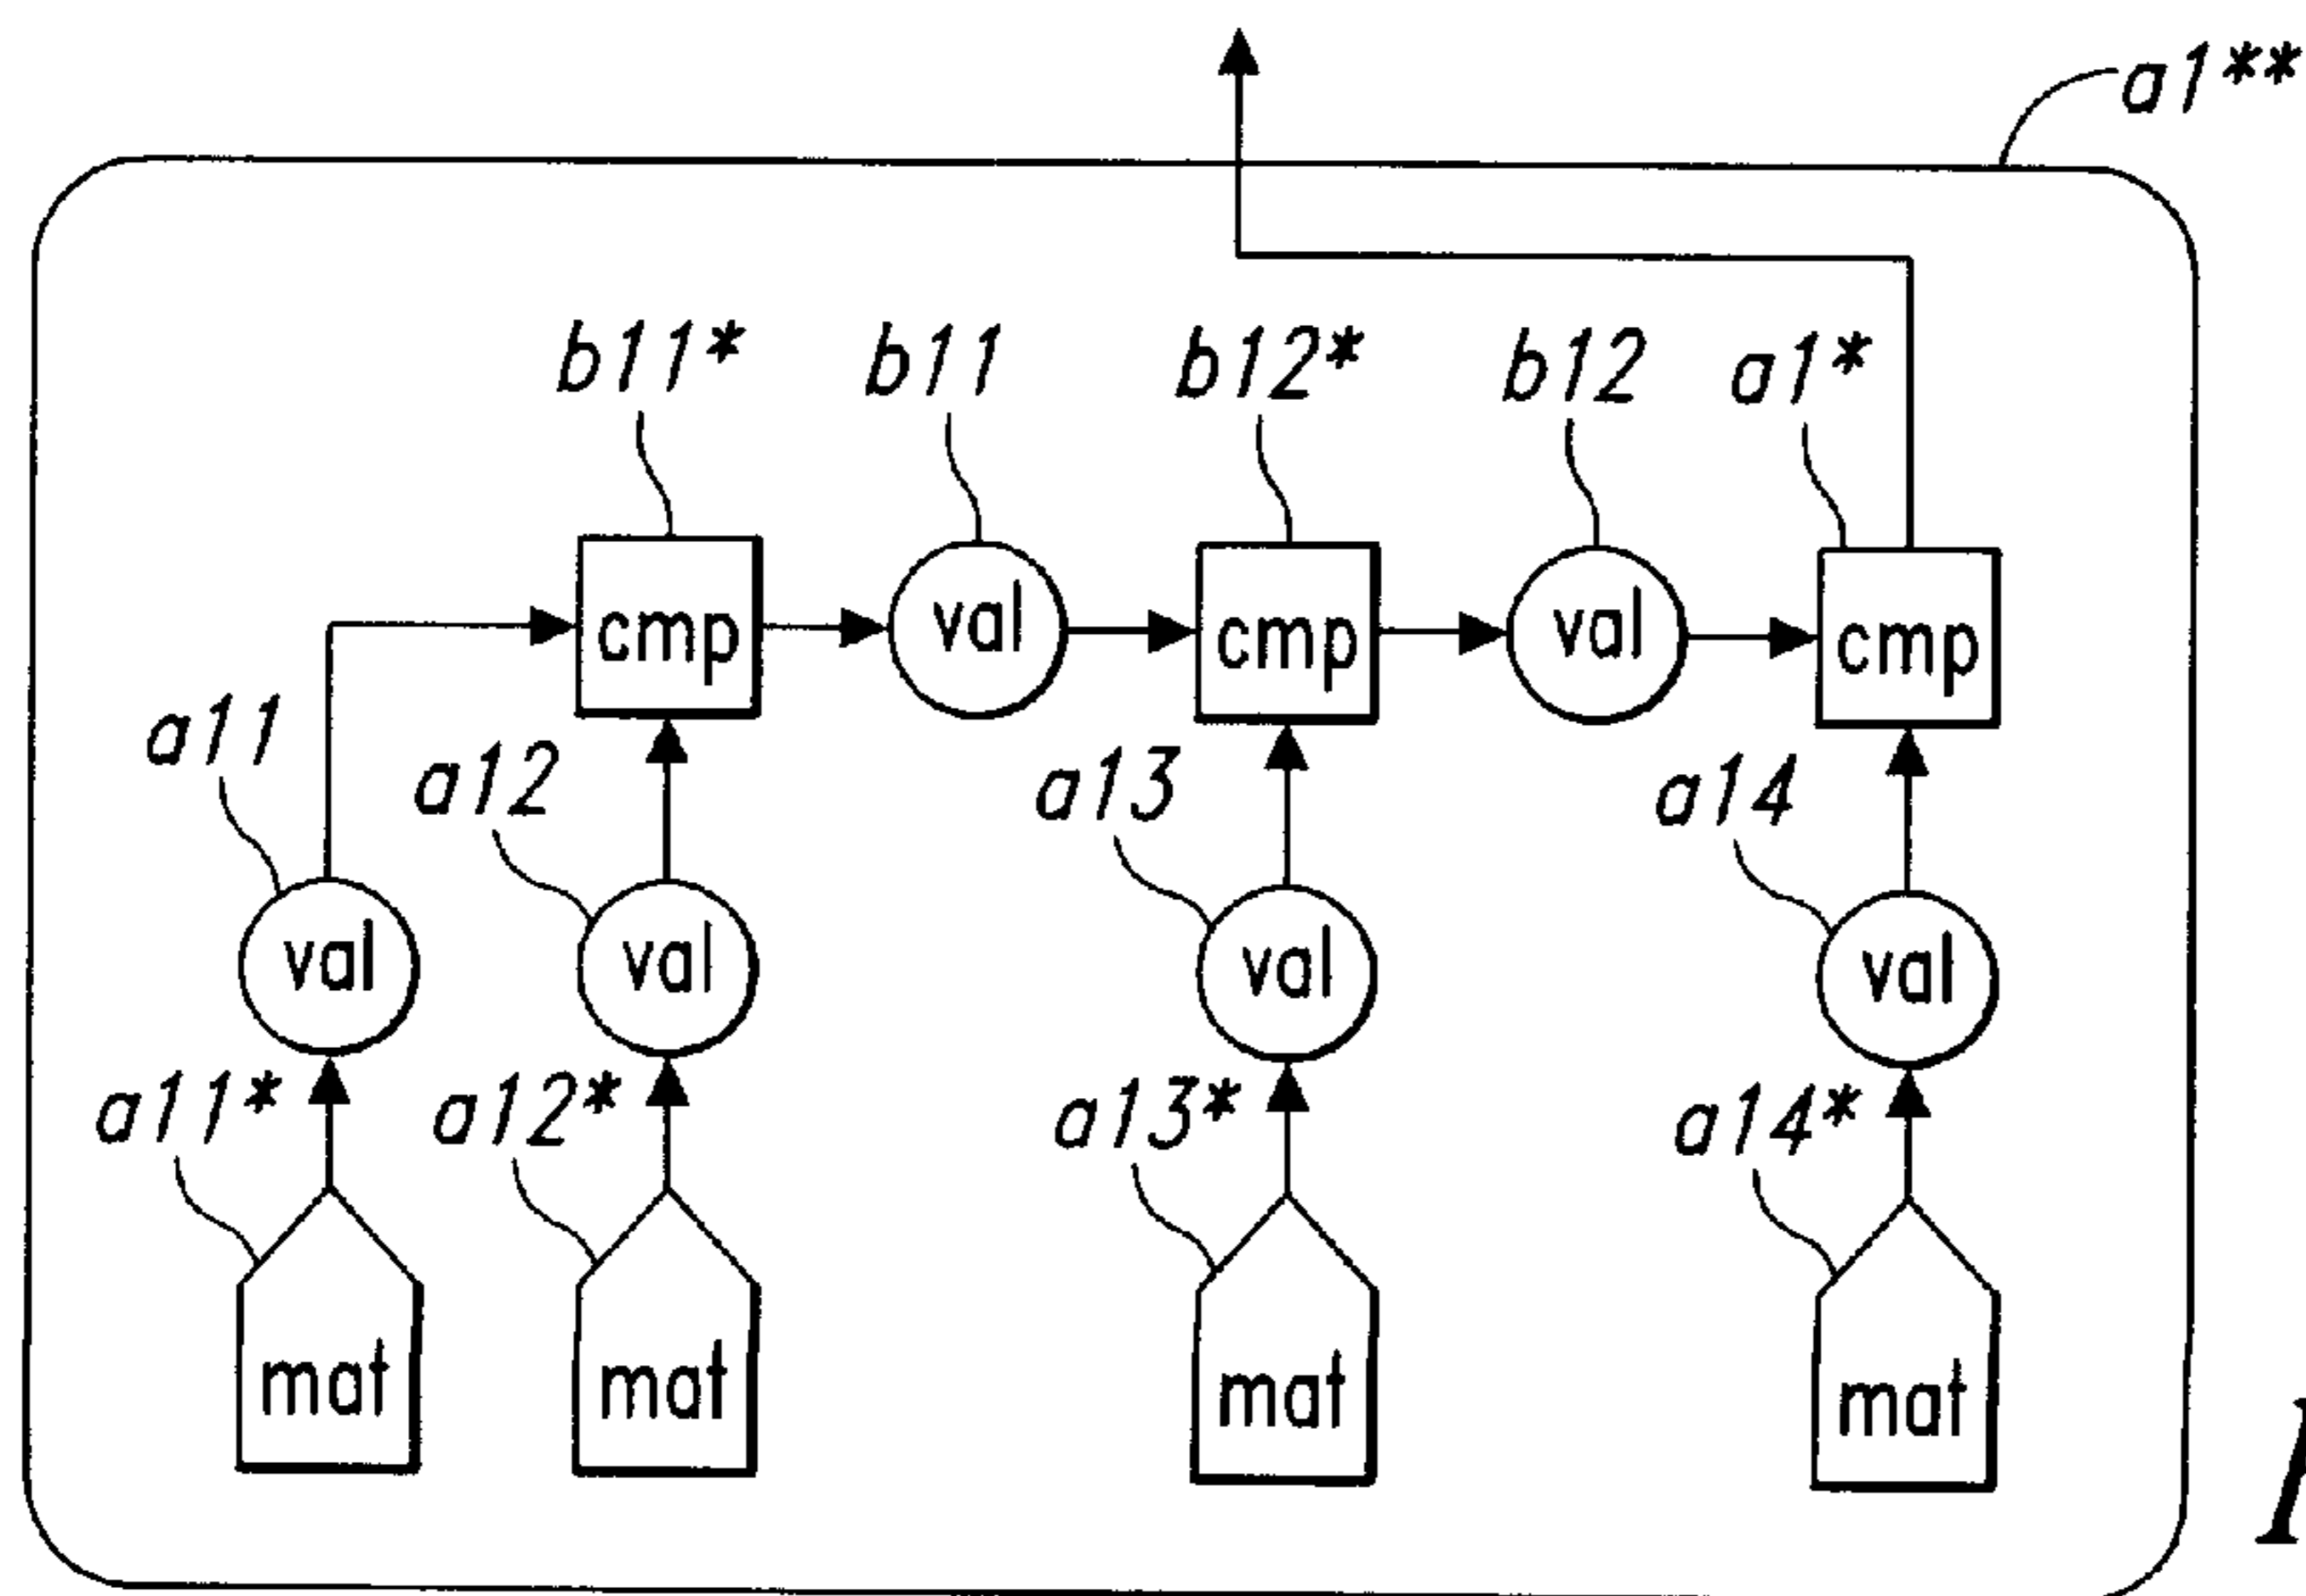 a1**
b11* b11 b12* b12 a1*
cmp val cmp val cmp
a11 a12 a13 a14
val val val val
a11* a12* a13* a14*
mat mat mat mat